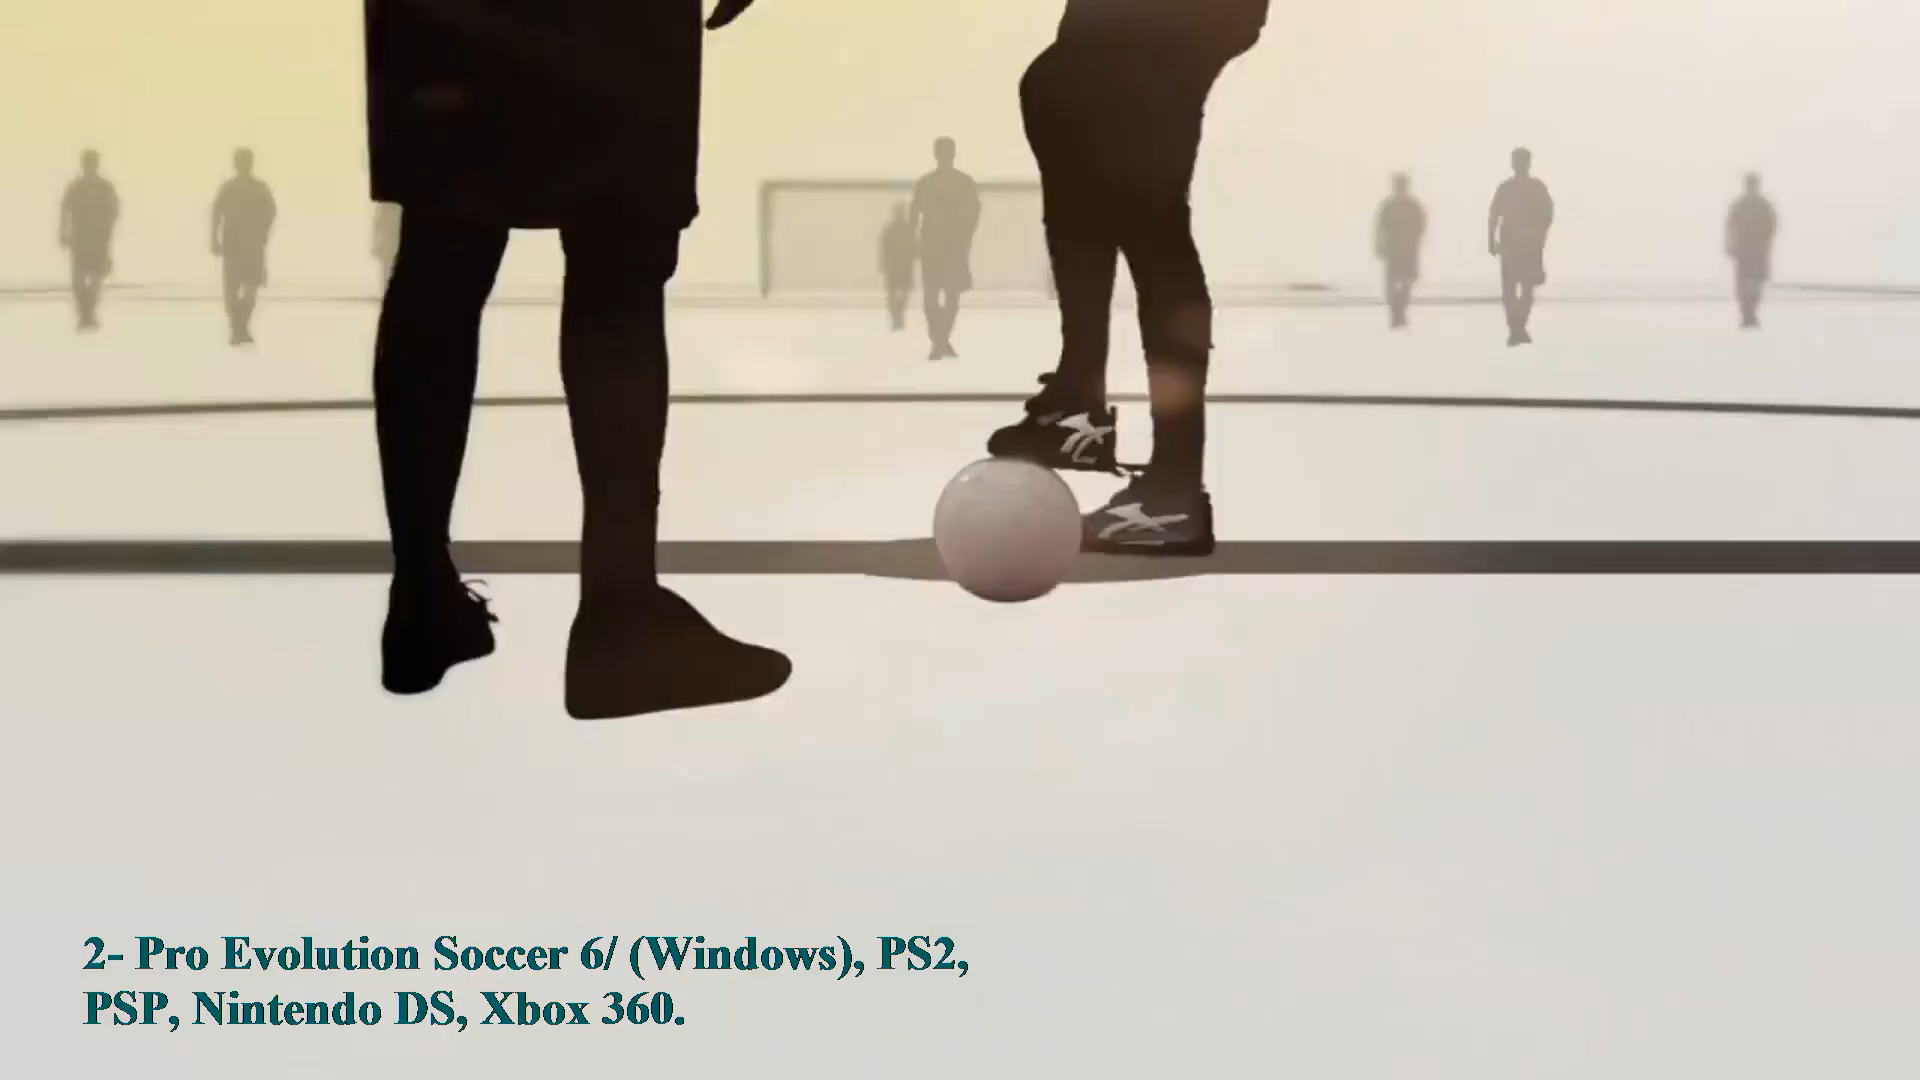 2- Pro Evolution Soccer 6/ (Windows), PS2,
PSP, Nintendo DS, Xbox 360.